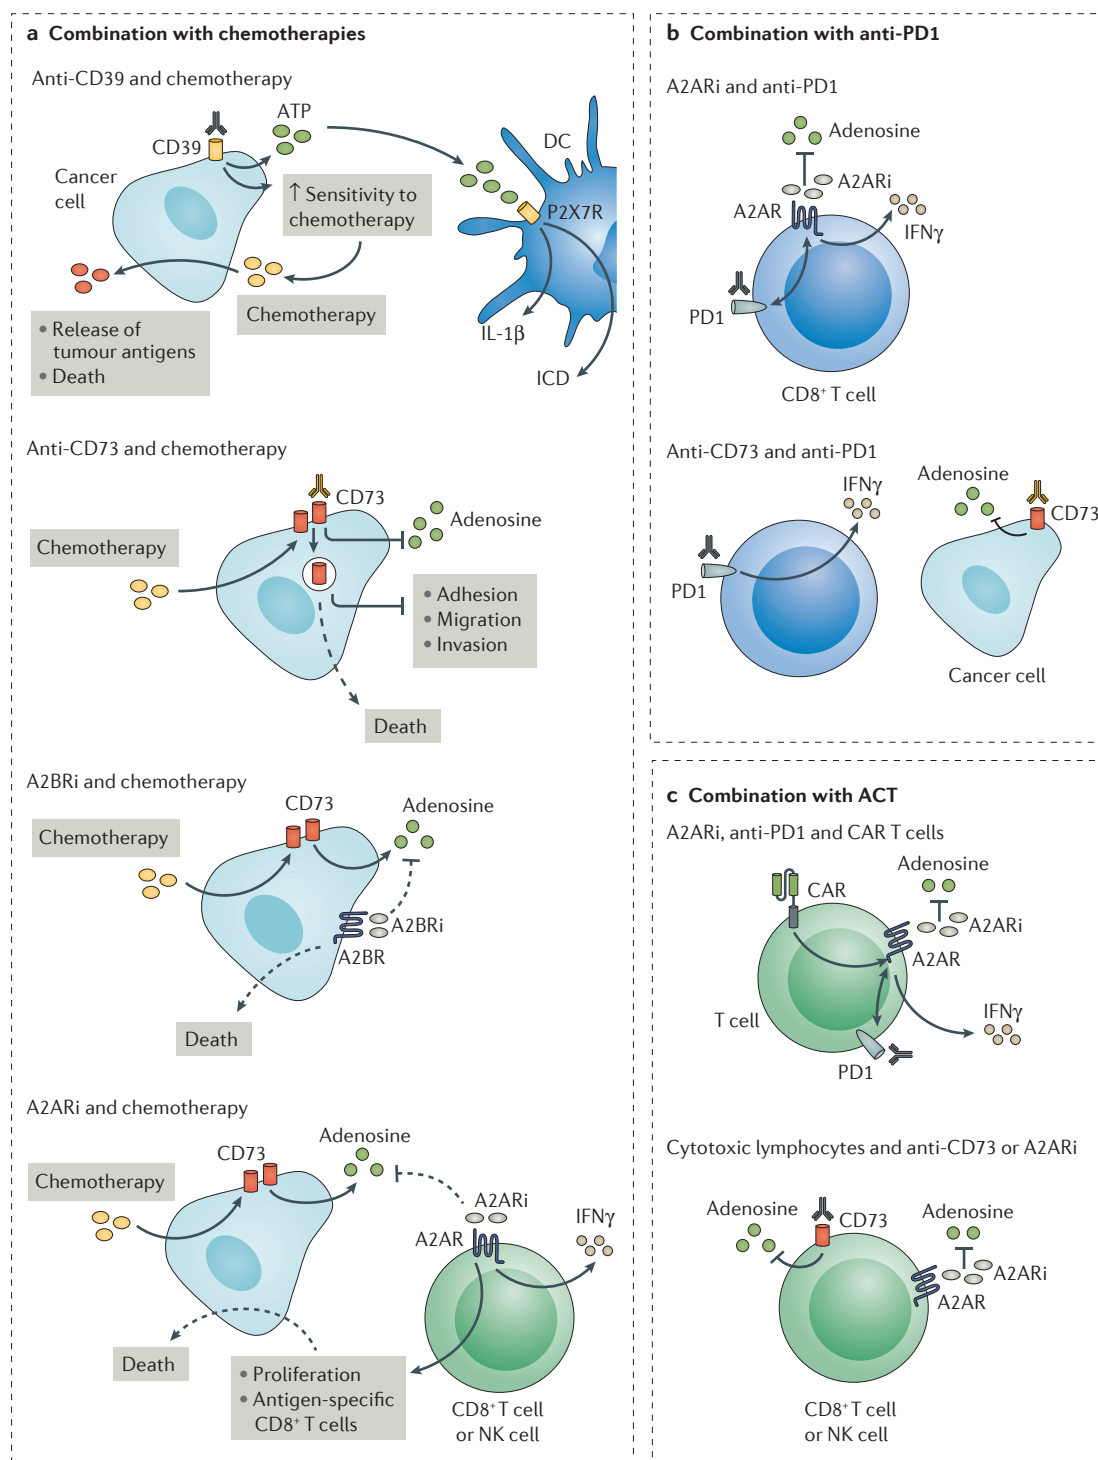 a Combination with chemotherapies
Anti-CD39 and chemotherapy
ATP
CD39
DC
Cancer
cell
↑ Sensitivity to
chemotherapy
P2X7R
Chemotherapy
• Release of
tumour antigens
• Death
IL-1β
ICD
Anti-CD73 and chemotherapy
CD73
Adenosine
Chemotherapy
• Adhesion
• Migration
• Invasion
Death
A2BRi and chemotherapy
CD73
Adenosine
Chemotherapy
A2BRi
A2BR
Death
A2ARi and chemotherapy
Adenosine
CD73
Chemotherapy
A2ARi
IFNγ
A2AR
Death
• Proliferation
• Antigen-specific
CD8⁺ T cells
CD8⁺ T cell
or NK cell
b Combination with anti-PD1
A2ARi and anti-PD1
Adenosine
A2ARi
A2AR
IFNγ
PD1
CD8⁺ T cell
Anti-CD73 and anti-PD1
IFNγ
Adenosine
CD73
PD1
Cancer cell
c Combination with ACT
A2ARi, anti-PD1 and CAR T cells
CAR
Adenosine
A2ARi
A2AR
T cell
IFNγ
PD1
Cytotoxic lymphocytes and anti-CD73 or A2ARi
Adenosine
CD73
Adenosine
A2ARi
A2AR
CD8⁺ T cell
or NK cell